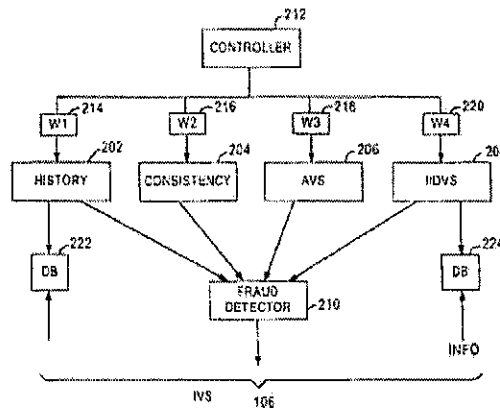 212
CONTROLLER
W1 214
W2 216
W3 218
W4 220
202
204
206
HISTORY
CONSISTENCY
AVS
222
DB
224
DB
FRAUD
DETECTOR
210
INFO
IVS 106